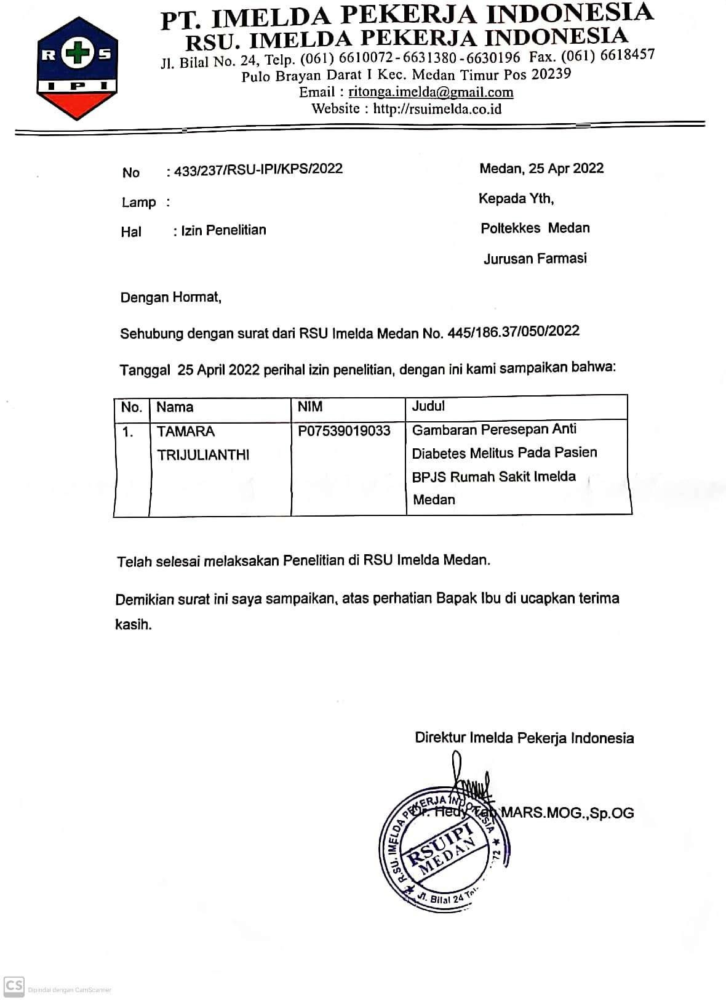 PT. IMELDA PEKERJA INDONESIA
RSU. IMELDA PEKERJA INDONESIA
Jl. Bilal No. 24, Telp. (061) 6610072-6631380-6630196 Fax. (061) 6618457
Pulo Brayan Darat I Kec. Medan Timur Pos 20239
Email : ritonga.imelda@gmail.com
Website : http://rsuimelda.co.id
R S
I P I
No : 433/237/RSU-IPI/KPS/2022
Medan, 25 Apr 2022
Lamp :
Kepada Yth,
Hal : Izin Penelitian
Poltekkes Medan
Jurusan Farmasi
Dengan Hormat,
Sehubung dengan surat dari RSU Imelda Medan No. 445/186.37/050/2022
Tanggal 25 April 2022 perihal izin penelitian, dengan ini kami sampaikan bahwa:
No. Nama NIM Judul
1. TAMARA P07539019033 Gambaran Peresepan Anti
TRIJULIANTHI Diabetes Melitus Pada Pasien
BPJS Rumah Sakit Imelda
Medan
Telah selesai melaksakan Penelitian di RSU Imelda Medan.
Demikian surat ini saya sampaikan, atas perhatian Bapak Ibu di ucapkan terima
kasih.
Direktur Imelda Pekerja Indonesia
Dr. Hedy Tan MARS.MOG.,Sp.OG
R.SU. IMELDA PEKERJA INDONESIA
RSUIPI
MEDAN
Jl. Bilal 24 Tel.
72
CS Dipindai dengan CamScanner